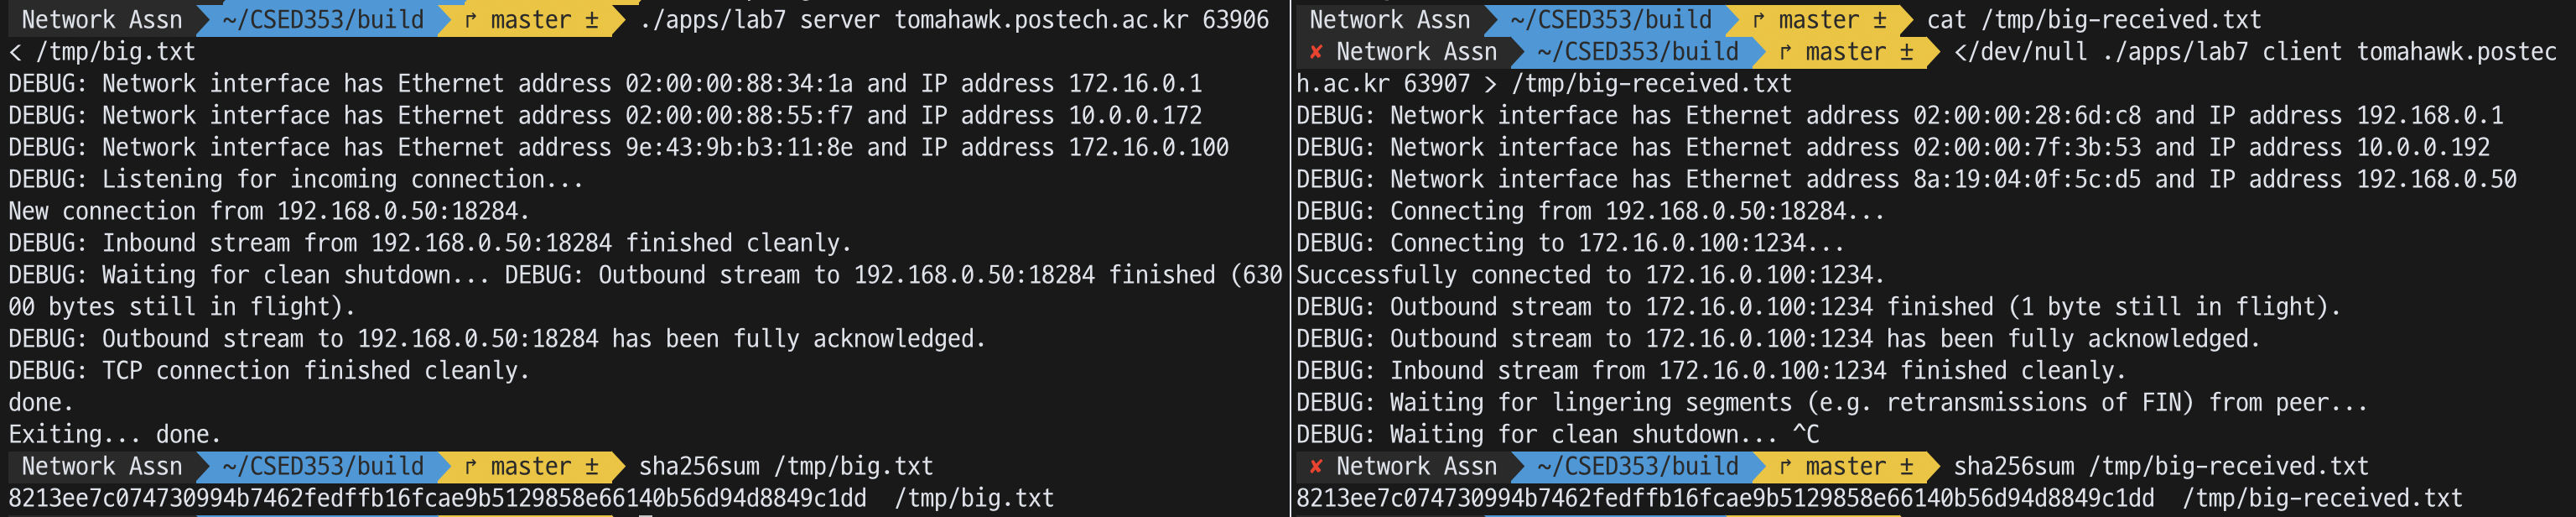 Network Assn ~/CSED353/build master ± ./apps/lab7 server tomahawk.postech.ac.kr 63906
< /tmp/big.txt
DEBUG: Network interface has Ethernet address 02:00:00:88:34:1a and IP address 172.16.0.1
DEBUG: Network interface has Ethernet address 02:00:00:88:55:f7 and IP address 10.0.0.172
DEBUG: Network interface has Ethernet address 9e:43:9b:b3:11:8e and IP address 172.16.0.100
DEBUG: Listening for incoming connection...
New connection from 192.168.0.50:18284.
DEBUG: Inbound stream from 192.168.0.50:18284 finished cleanly.
DEBUG: Waiting for clean shutdown... DEBUG: Outbound stream to 192.168.0.50:18284 finished (630
00 bytes still in flight).
DEBUG: Outbound stream to 192.168.0.50:18284 has been fully acknowledged.
DEBUG: TCP connection finished cleanly.
done.
Exiting... done.
Network Assn ~/CSED353/build master ± sha256sum /tmp/big.txt
8213ee7c074730994b7462fedffb16fcae9b5129858e66140b56d94d8849c1dd  /tmp/big.txt
Network Assn ~/CSED353/build master ± cat /tmp/big-received.txt
✘ Network Assn ~/CSED353/build master ± </dev/null ./apps/lab7 client tomahawk.postec
h.ac.kr 63907 > /tmp/big-received.txt
DEBUG: Network interface has Ethernet address 02:00:00:28:6d:c8 and IP address 192.168.0.1
DEBUG: Network interface has Ethernet address 02:00:00:7f:3b:53 and IP address 10.0.0.192
DEBUG: Network interface has Ethernet address 8a:19:04:0f:5c:d5 and IP address 192.168.0.50
DEBUG: Connecting from 192.168.0.50:18284...
DEBUG: Connecting to 172.16.0.100:1234...
Successfully connected to 172.16.0.100:1234.
DEBUG: Outbound stream to 172.16.0.100:1234 finished (1 byte still in flight).
DEBUG: Outbound stream to 172.16.0.100:1234 has been fully acknowledged.
DEBUG: Inbound stream from 172.16.0.100:1234 finished cleanly.
DEBUG: Waiting for lingering segments (e.g. retransmissions of FIN) from peer...
DEBUG: Waiting for clean shutdown... ^C
✘ Network Assn ~/CSED353/build master ± sha256sum /tmp/big-received.txt
8213ee7c074730994b7462fedffb16fcae9b5129858e66140b56d94d8849c1dd  /tmp/big-received.txt